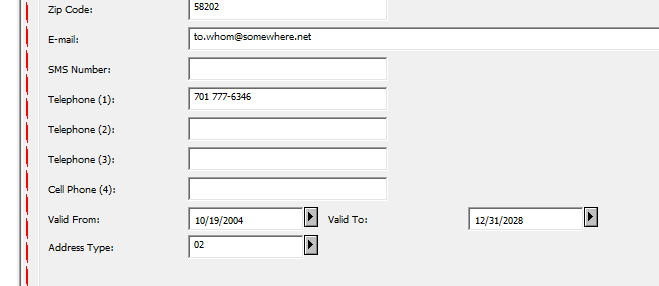 Zip Code: 58202
E-mail: to.whom@somewhere.net
SMS Number:
Telephone (1): 701 777-6346
Telephone (2):
Telephone (3):
Cell Phone (4):
Valid From: 10/19/2004 Valid To: 12/31/2028
Address Type: 02